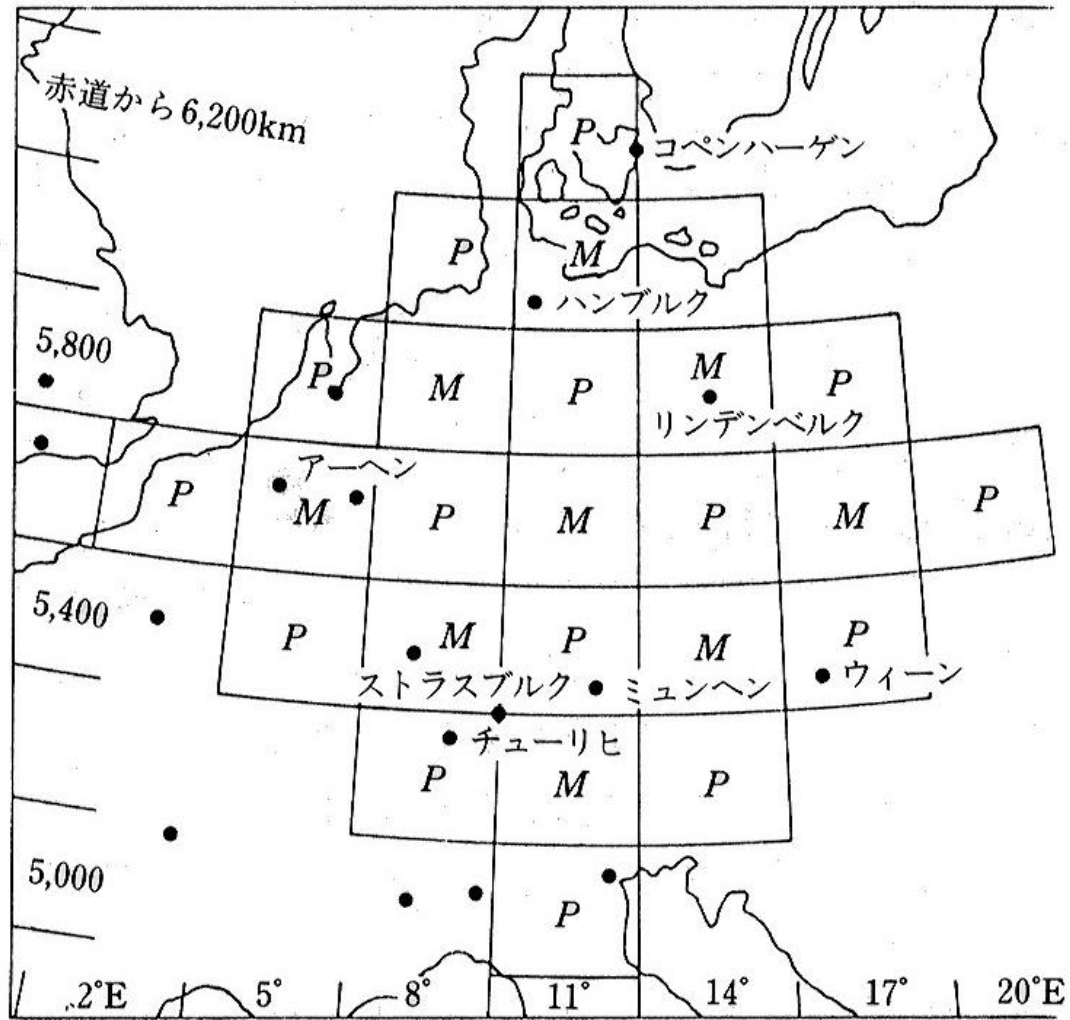 赤道から6,200km
P
コペンハーゲン
P
M
ハンブルク
5,800
P
M
P
M
P
リンデンベルク
アーヘン
P
M
P
M
P
M
P
5,400
P
M
P
M
P
ストラスブルク
ミュンヘン
ウィーン
チューリヒ
P
M
P
5,000
P
2°E
5°
8°
11°
14°
17°
20°E